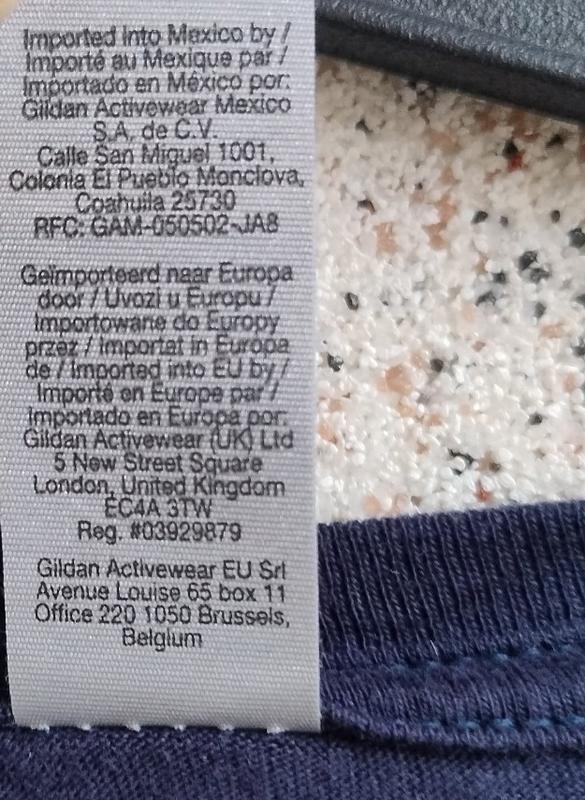 Imported into Mexico by /
Importé au Mexique par /
Importado en México por:
Gildan Activewear Mexico
S.A. de C.V.
Calle San Miguel 1001,
Colonia El Pueblo Monclova,
Coahuila 25730
RFC: GAM-050502-JA8
Geïmporteerd naar Europa
door / Uvozi u Europu /
Importowane do Europy
przez / Importat în Europa
de / Imported into EU by /
Importé en Europe par /
Importado en Europa por:
Gildan Activewear (UK) Ltd
5 New Street Square
London, United Kingdom
EC4A 3TW
Reg. #03929879
Gildan Activewear EU Srl
Avenue Louise 65 box 11
Office 220 1050 Brussels,
Belgium